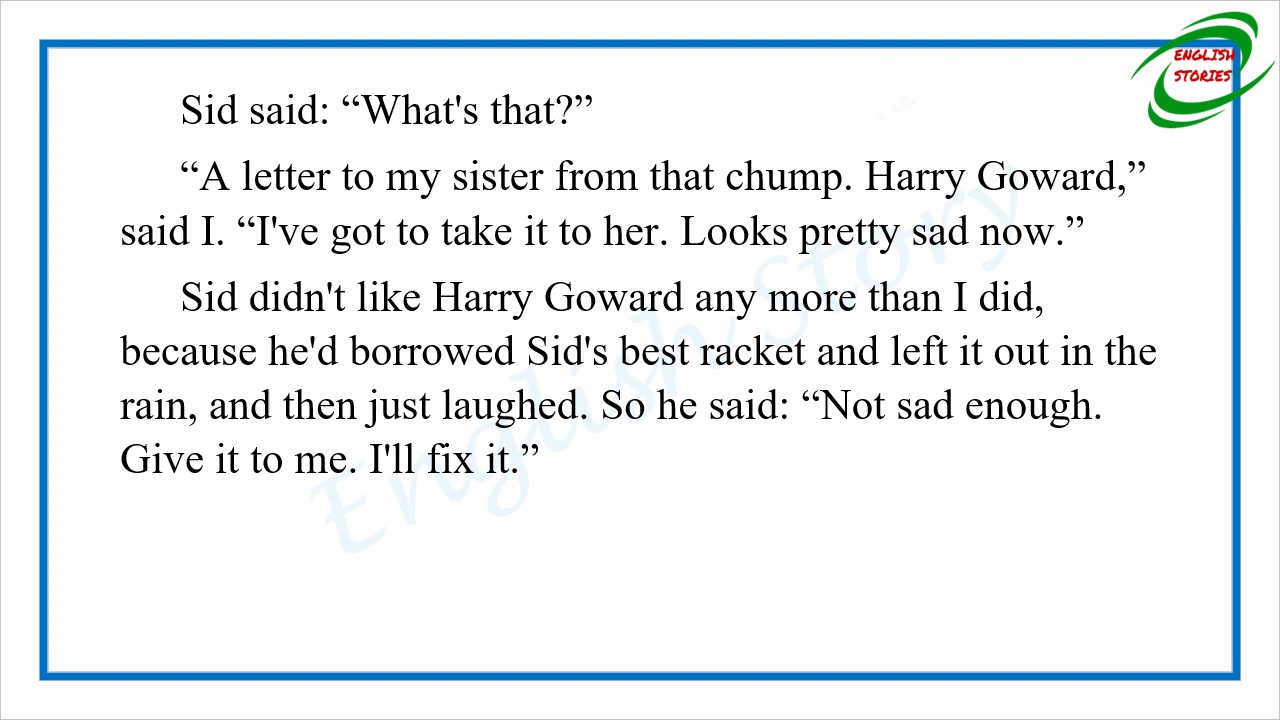 ENGLISH
STORIES
Sid said: “What's that?”
“A letter to my sister from that chump. Harry Goward,”
said I. “I've got to take it to her. Looks pretty sad now.”
Sid didn't like Harry Goward any more than I did,
because he'd borrowed Sid's best racket and left it out in the
rain, and then just laughed. So he said: “Not sad enough.
Give it to me. I'll fix it.”
English Story